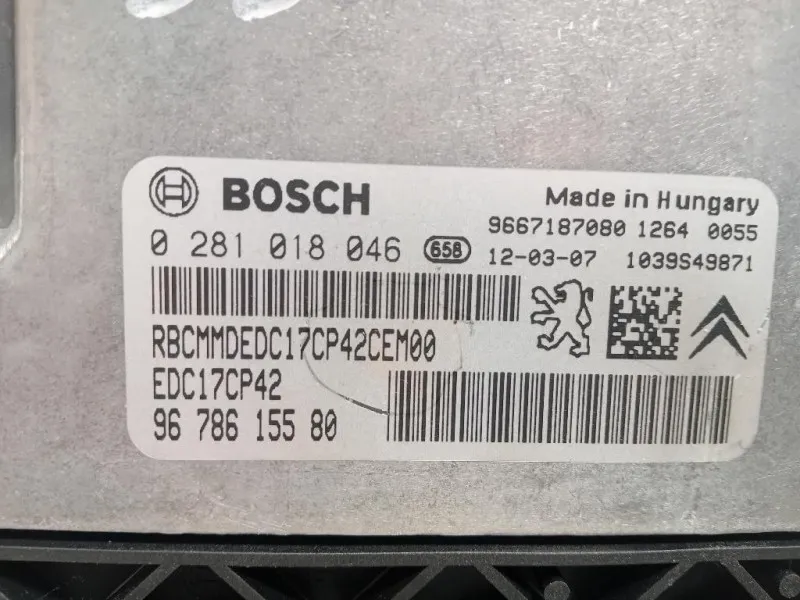 BOSCH Made in Hungary
9667187080 1264 0055
0 281 018 046 658 12-03-07 1039S49871
RBCMMDEDC17CP42CEM00
EDC17CP42
96 786 155 80